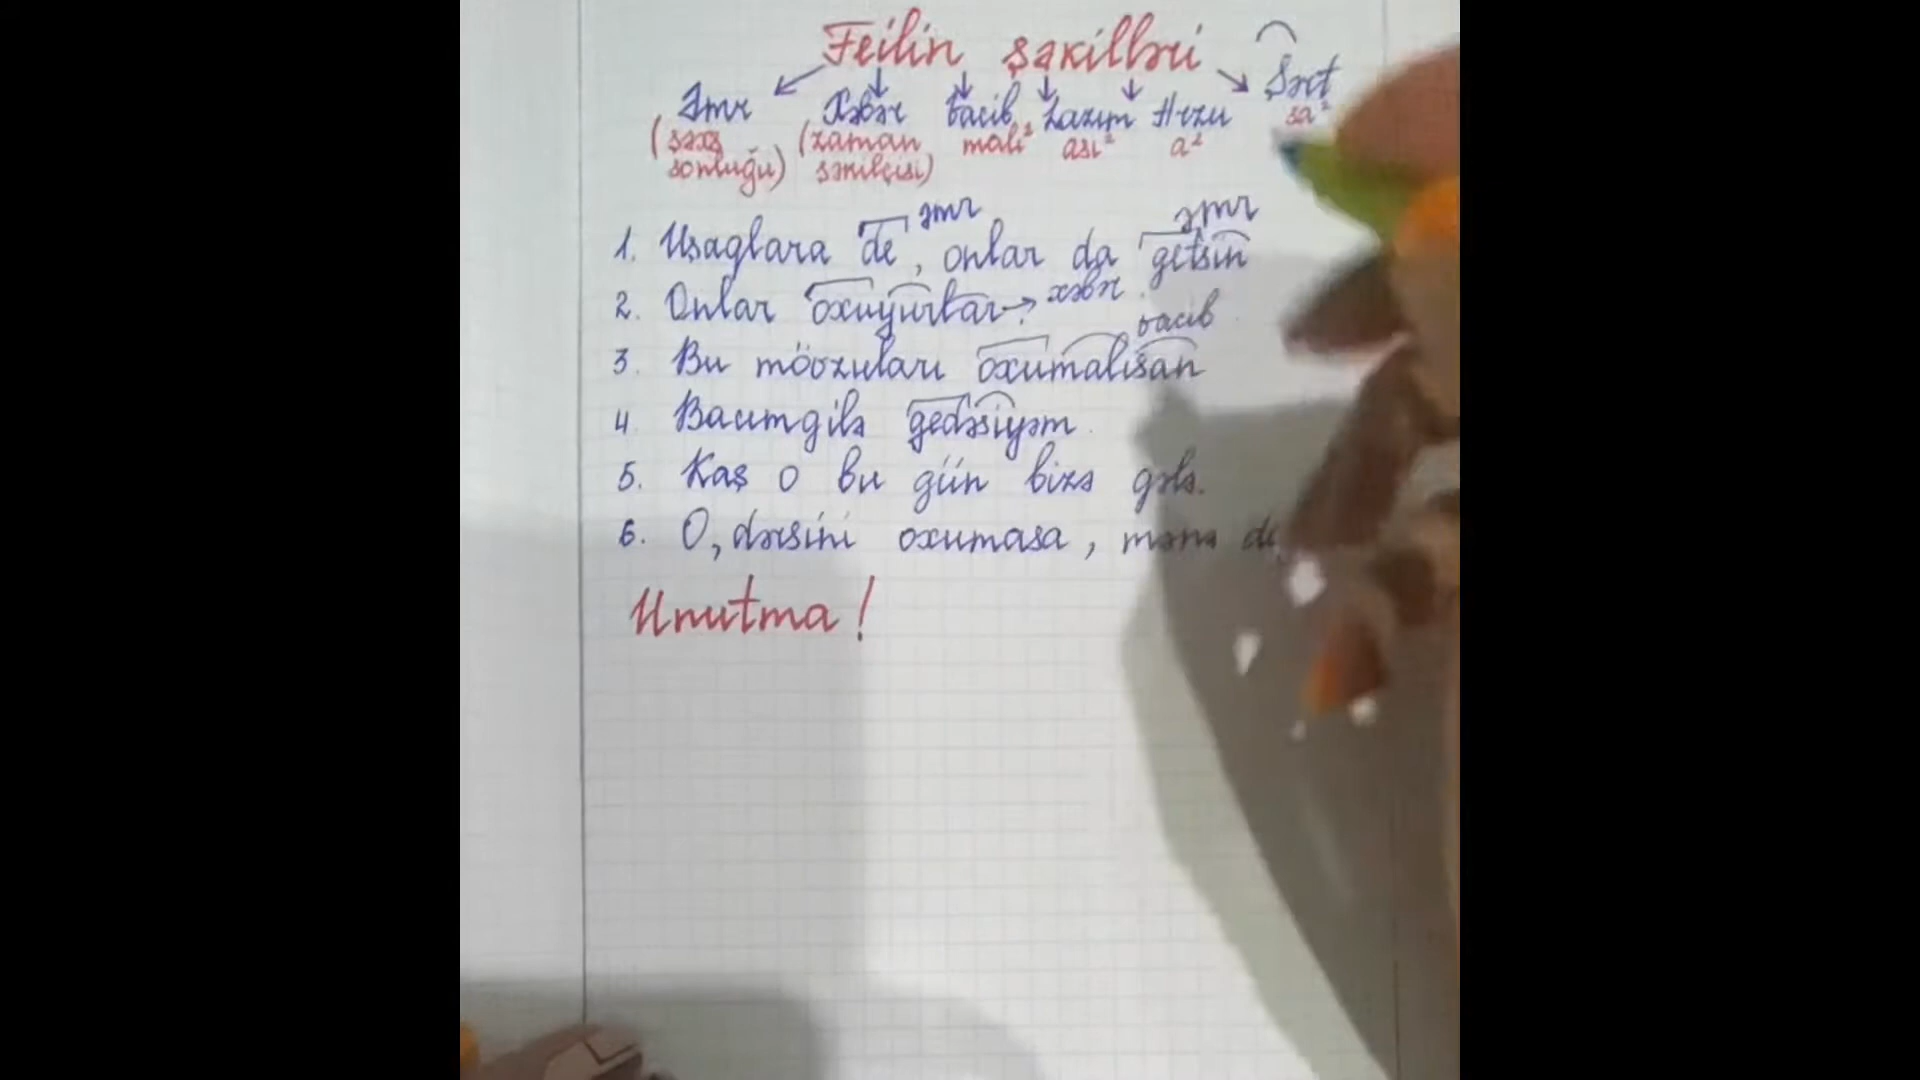 Feilin şəkilləri
Əmr Xəbər Vacib Lazım Arzu Şərt
(şəxs (zaman malı² ası² a² sa²
sonluğu) şəkilçisi)
əmr əmr
1. Uşaqlara de, onlar da getsin
2. Onlar oxuyurlar. → xəbər
vacib
3. Bu mövzuları oxumalısan
4. Bacımgilə gedəsiyəm.
5. Kaş o bu gün bizə gələ.
6. O, dərsini oxumasa, mənə
Unutma!